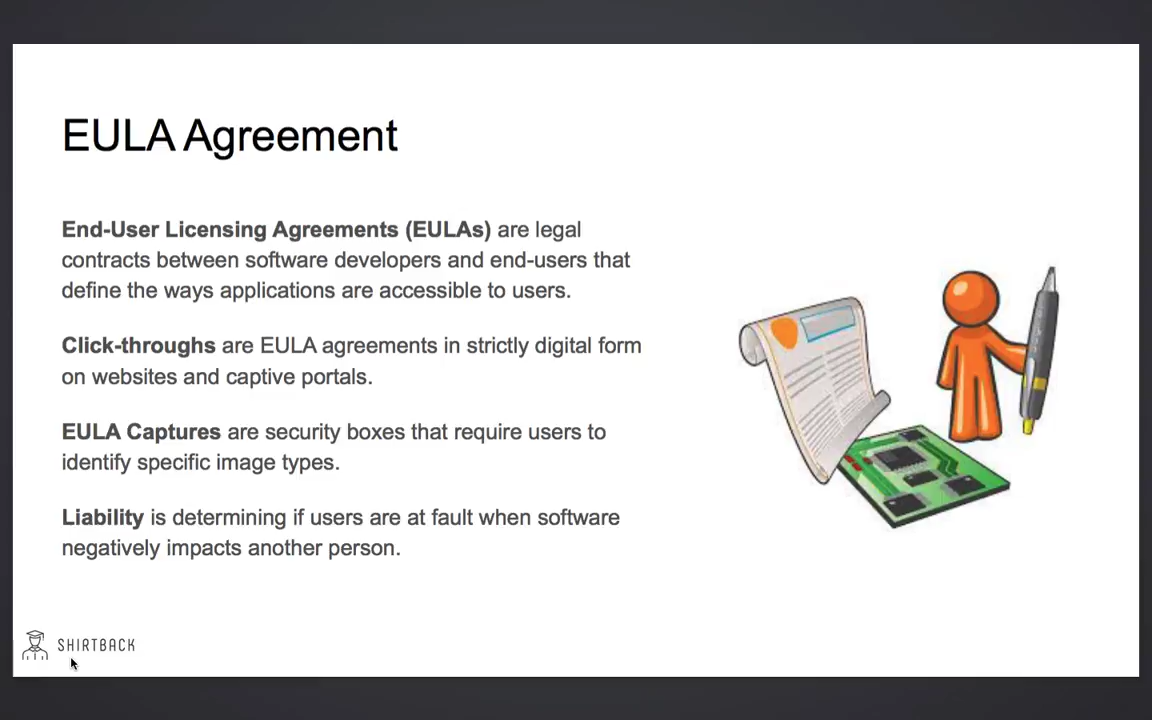 EULA Agreement
End-User Licensing Agreements (EULAs) are legal
contracts between software developers and end-users that
define the ways applications are accessible to users.
Click-throughs are EULA agreements in strictly digital form
on websites and captive portals.
EULA Captures are security boxes that require users to
identify specific image types.
Liability is determining if users are at fault when software
negatively impacts another person.
SHIRTBACK